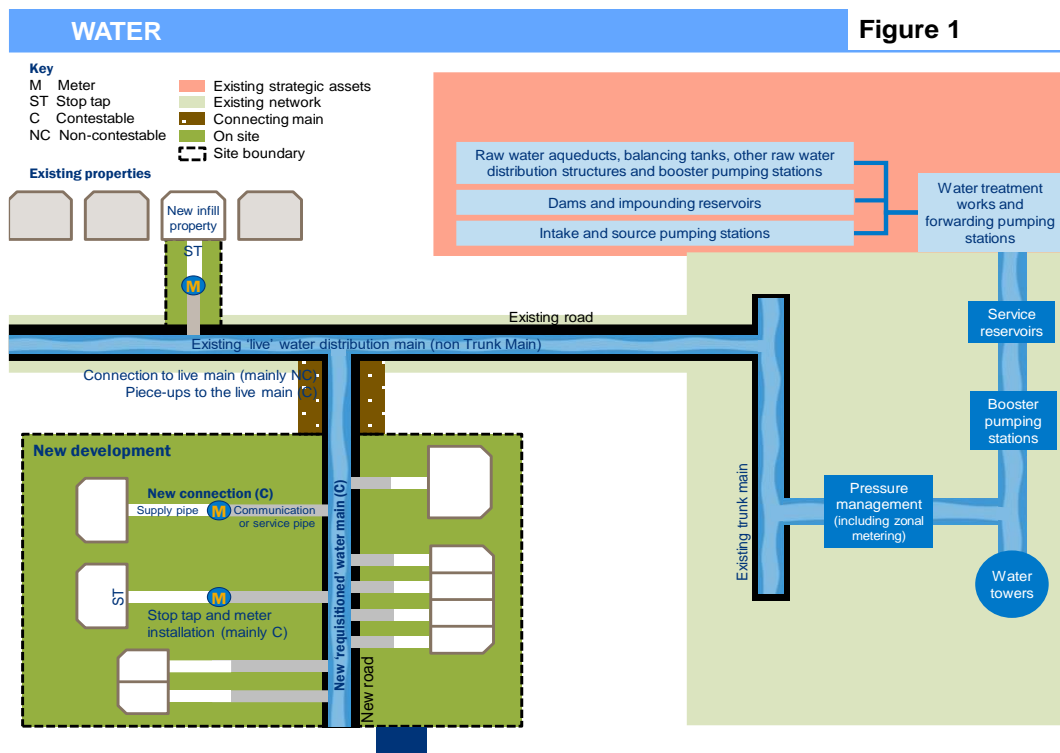 WATER
Figure 1
Key
M Meter
ST Stop tap
C Contestable
NC Non-contestable
Existing strategic assets
Existing network
Connecting main
On site
Site boundary
Existing properties
New infill
property
ST
M
Raw water aqueducts, balancing tanks, other raw water
distribution structures and booster pumping stations
Dams and impounding reservoirs
Intake and source pumping stations
Water treatment
works and
forwarding pumping
stations
Existing road
Existing 'live' water distribution main (non Trunk Main)
Service
reservoirs
Connection to live main (mainly NC)
Piece-ups to the live main (C)
Booster
pumping
stations
New development
New connection (C)
Supply pipe
M
Communication
or service pipe
New 'requisitioned' water main (C)
Existing trunk main
Pressure
management
(including zonal
metering)
Water
towers
ST
M
Stop tap and meter
installation (mainly C)
New road